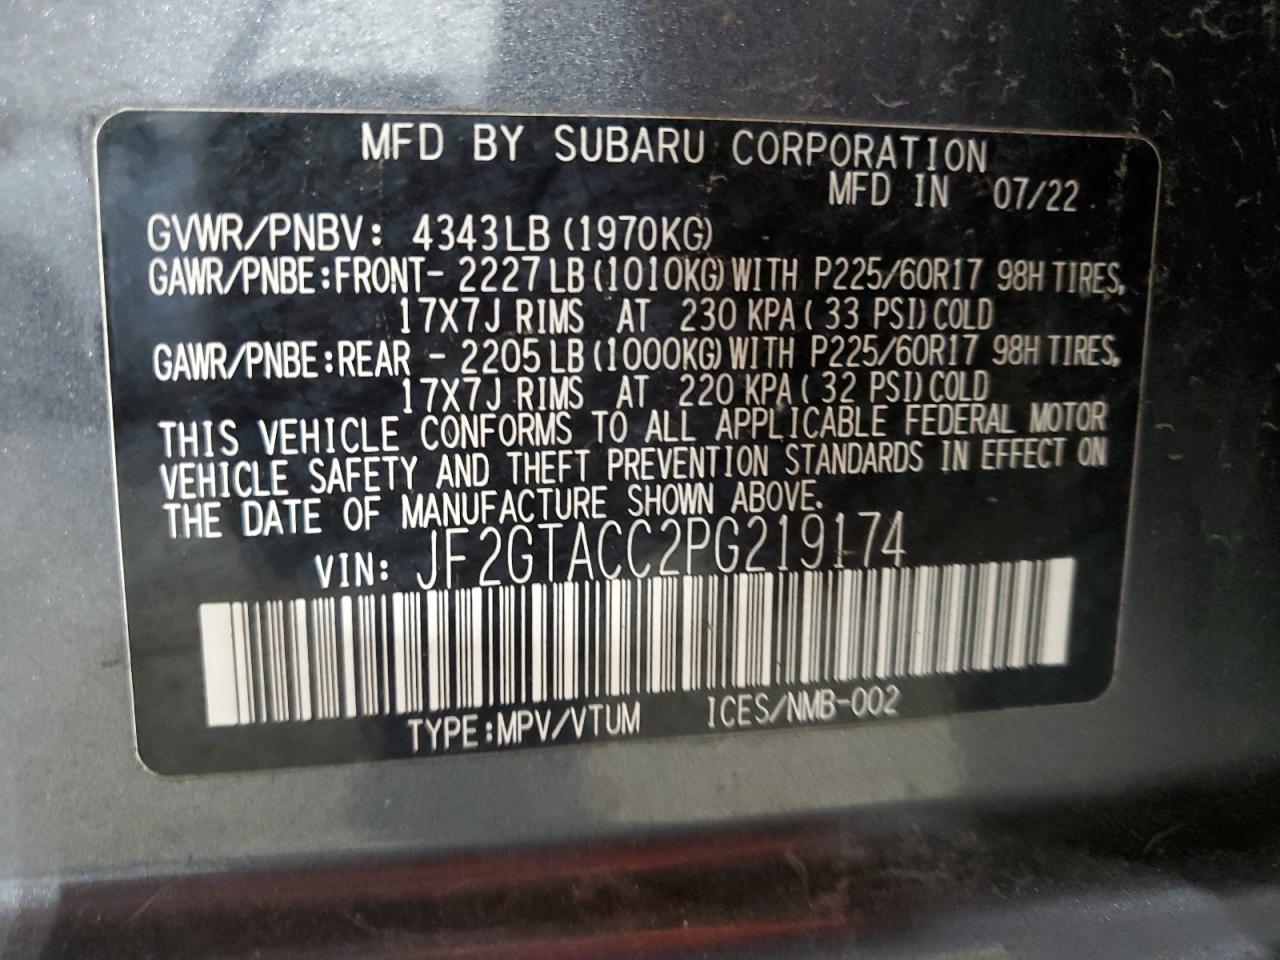 MFD BY SUBARU CORPORATION
MFD IN 07/22
GVWR/PNBV: 4343LB (1970KG)
GAWR/PNBE:FRONT- 2227LB (1010KG) WITH P225/60R17 98H TIRES,
17X7J RIMS AT 230 KPA ( 33 PSI) COLD
GAWR/PNBE:REAR - 2205LB (1000KG) WITH P225/60R17 98H TIRES,
17X7J RIMS AT 220 KPA ( 32 PSI) COLD
THIS VEHICLE CONFORMS TO ALL APPLICABLE FEDERAL MOTOR
VEHICLE SAFETY AND THEFT PREVENTION STANDARDS IN EFFECT ON
THE DATE OF MANUFACTURE SHOWN ABOVE.
VIN: JF2GTACC2PG219174
TYPE:MPV/VTUM ICES/NMB-002